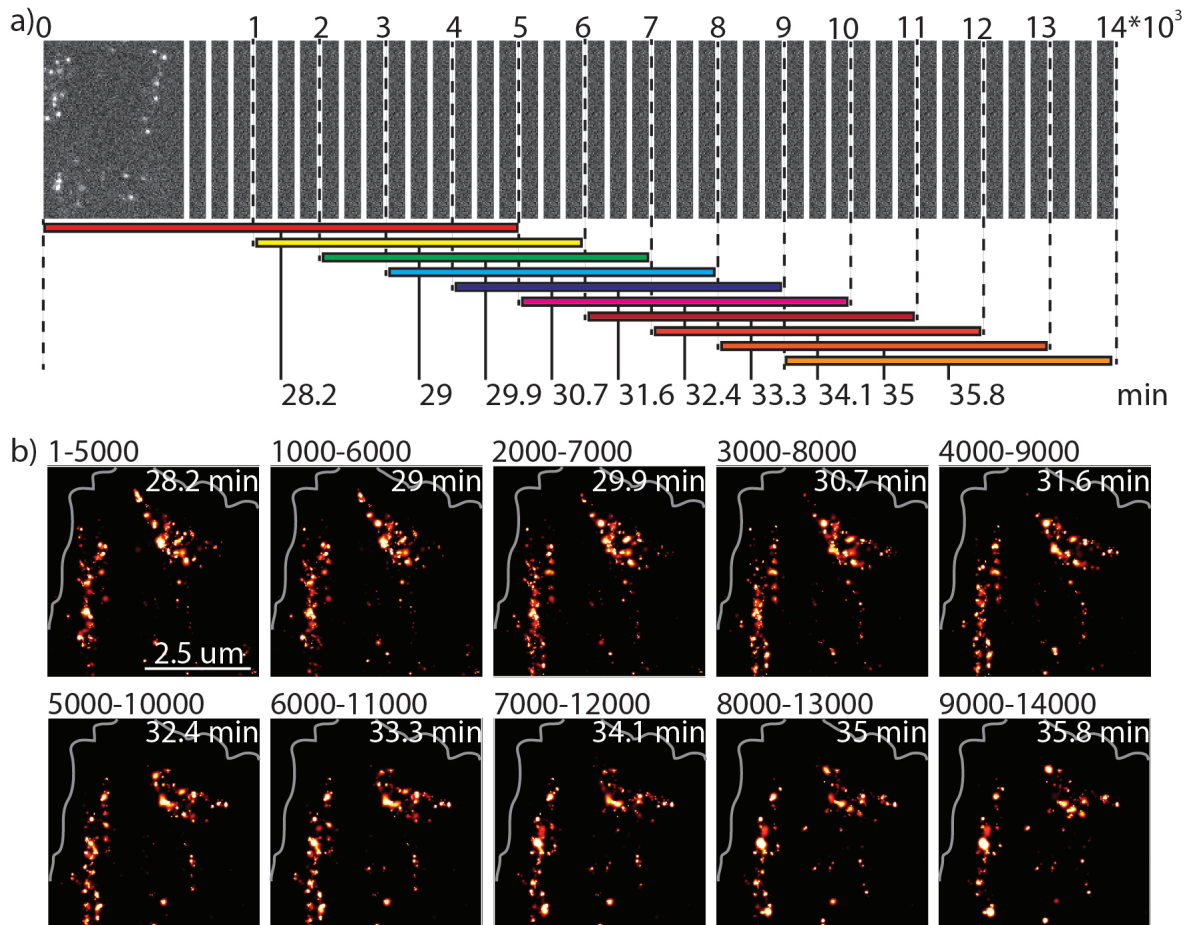 a)
0 1 2 3 4 5 6 7 8 9 10 11 12 13 14*10³
28.2 29 29.9 30.7 31.6 32.4 33.3 34.1 35 35.8 min
b)
1-5000 1000-6000 2000-7000 3000-8000 4000-9000
28.2 min 29 min 29.9 min 30.7 min 31.6 min
2.5 um
5000-10000 6000-11000 7000-12000 8000-13000 9000-14000
32.4 min 33.3 min 34.1 min 35 min 35.8 min